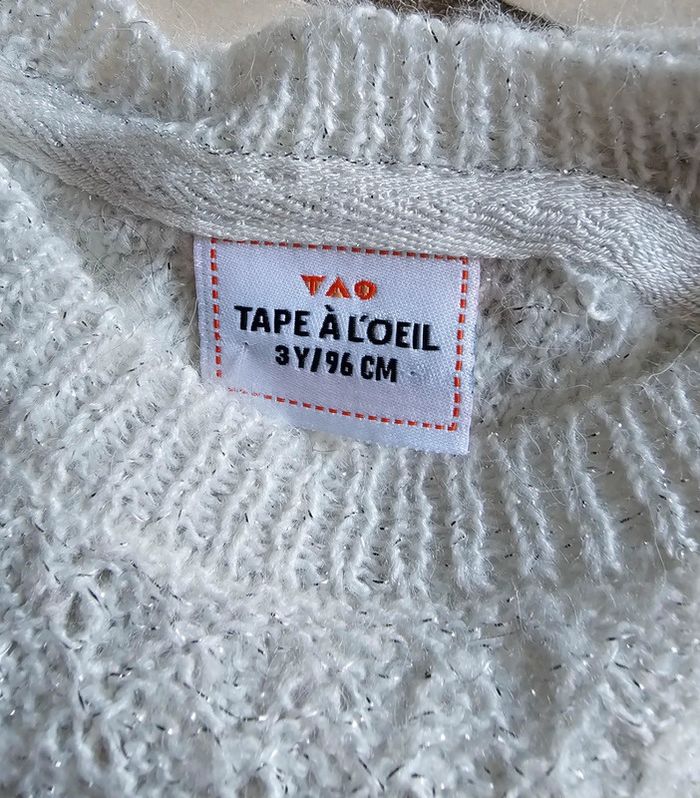 TAO
TAPE À L'OEIL
3 Y/96 CM